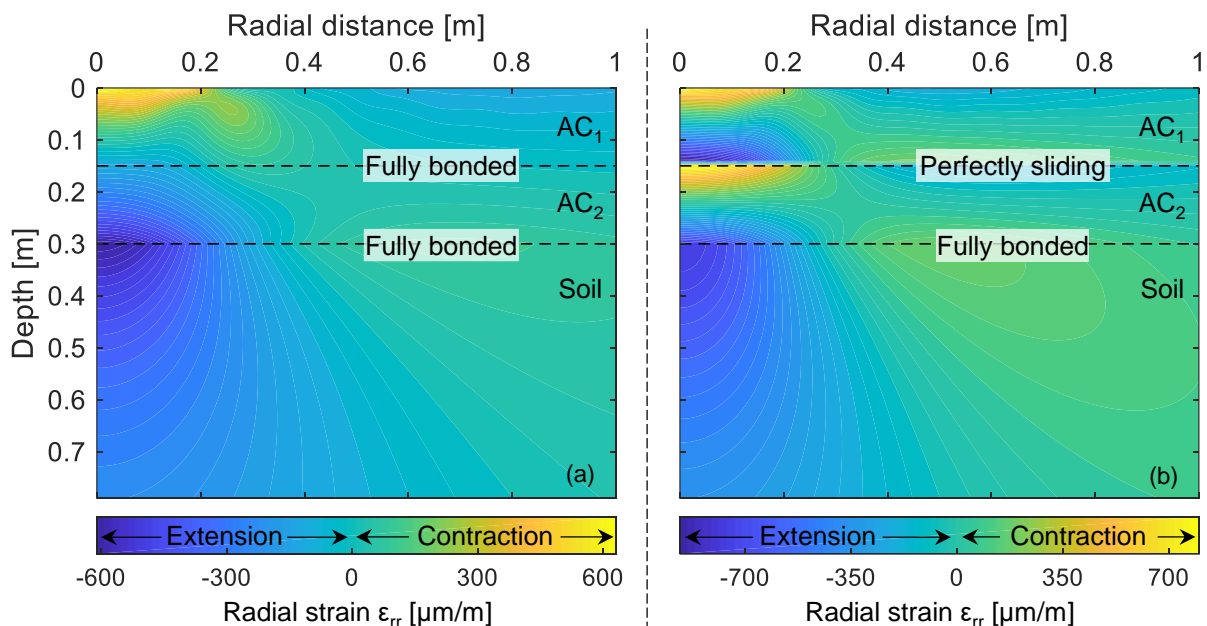 Radial distance [m]
0 0.2 0.4 0.6 0.8 1
0
0.1
0.2
0.3
0.4
0.5
0.6
0.7
Depth [m]
AC₁
Fully bonded
AC₂
Fully bonded
Soil
(a)
Extension
Contraction
-600 -300 0 300 600
Radial strain εᵣᵣ [μm/m]
Radial distance [m]
0 0.2 0.4 0.6 0.8 1
AC₁
Perfectly sliding
AC₂
Fully bonded
Soil
(b)
Extension
Contraction
-700 -350 0 350 700
Radial strain εᵣᵣ [μm/m]